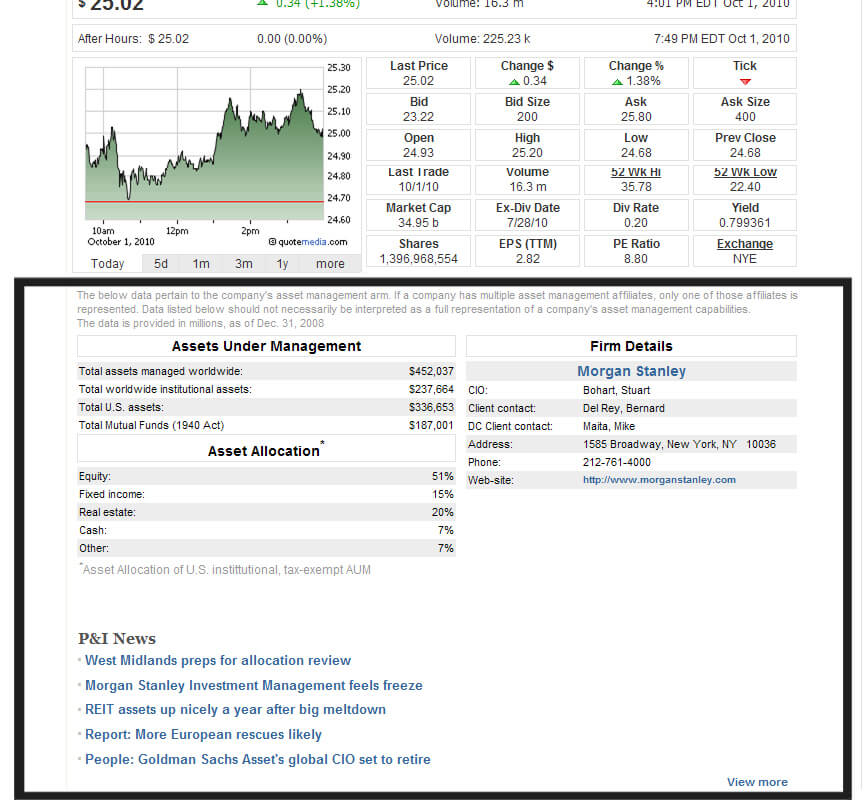 $ 25.02 0.34 (+1.38%) Volume: 16.3 m 4:01 PM EDT Oct 1, 2010
After Hours: $ 25.02 0.00 (0.00%) Volume: 225.23 k 7:49 PM EDT Oct 1, 2010
25.30
25.20
25.10
25.00
24.90
24.80
24.70
24.60
10am 12pm 2pm
October 1, 2010 @quotemedia.com
Today 5d 1m 3m 1y more
Last Price Change $ Change % Tick
25.02 0.34 1.38%
Bid Bid Size Ask Ask Size
23.22 200 25.80 400
Open High Low Prev Close
24.93 25.20 24.68 24.68
Last Trade Volume 52 Wk Hi 52 Wk Low
10/1/10 16.3 m 35.78 22.40
Market Cap Ex-Div Date Div Rate Yield
34.95 b 7/28/10 0.20 0.799361
Shares EPS (TTM) PE Ratio Exchange
1,396,968,554 2.82 8.80 NYE
The below data pertain to the company's asset management arm. If a company has multiple asset management affiliates, only one of those affiliates is
represented. Data listed below should not necessarily be interpreted as a full representation of a company's asset management capabilities.
The data is provided in millions, as of Dec. 31, 2008
Assets Under Management
Total assets managed worldwide: $452,037
Total worldwide institutional assets: $237,664
Total U.S. assets: $336,653
Total Mutual Funds (1940 Act) $187,001
Asset Allocation*
Equity: 51%
Fixed income: 15%
Real estate: 20%
Cash: 7%
Other: 7%
*Asset Allocation of U.S. instittutional, tax-exempt AUM
Firm Details
Morgan Stanley
CIO: Bohart, Stuart
Client contact: Del Rey, Bernard
DC Client contact: Maita, Mike
Address: 1585 Broadway, New York, NY 10036
Phone: 212-761-4000
Web-site: http://www.morganstanley.com
P&I News
West Midlands preps for allocation review
Morgan Stanley Investment Management feels freeze
REIT assets up nicely a year after big meltdown
Report: More European rescues likely
People: Goldman Sachs Asset's global CIO set to retire
View more